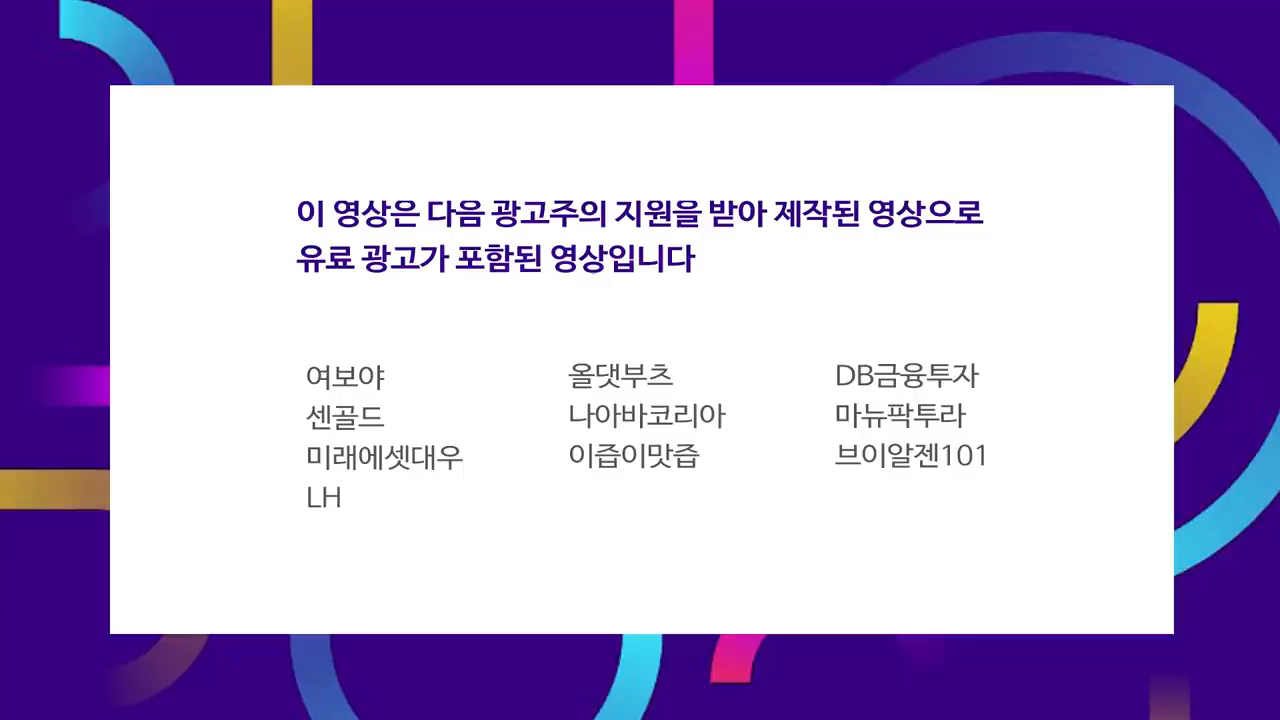 이 영상은 다음 광고주의 지원을 받아 제작된 영상으로
유료 광고가 포함된 영상입니다
여보야
센골드
미래에셋대우
LH
올댓부츠
나아바코리아
이즙이맛즙
DB금융투자
마뉴팍투라
브이알젠101